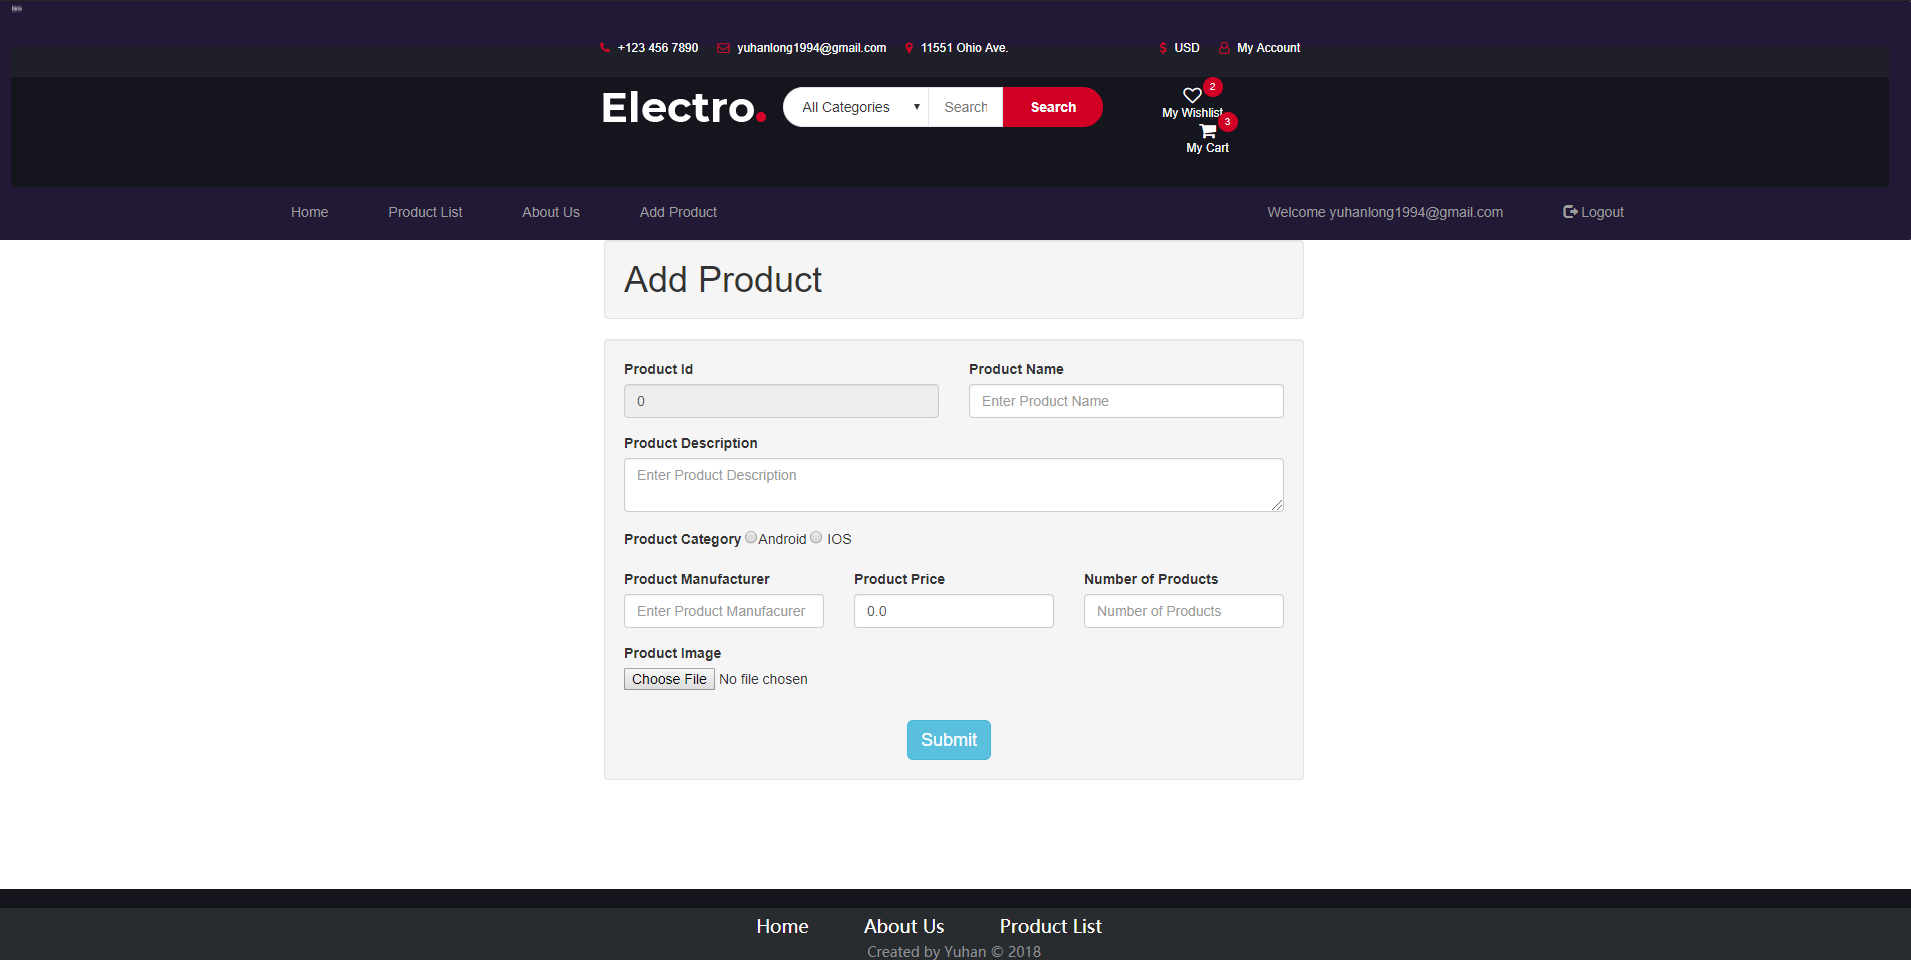 +123 456 7890 yuhanlong1994@gmail.com 11551 Ohio Ave. $ USD My Account
Electro. All Categories Search Search
2
My Wishlist
3
My Cart
Home Product List About Us Add Product Welcome yuhanlong1994@gmail.com Logout
Add Product
Product Id Product Name
0 Enter Product Name
Product Description
Enter Product Description
Product Category Android IOS
Product Manufacturer Product Price Number of Products
Enter Product Manufacurer 0.0 Number of Products
Product Image
Choose File No file chosen
Submit
Home About Us Product List
Created by Yuhan © 2018